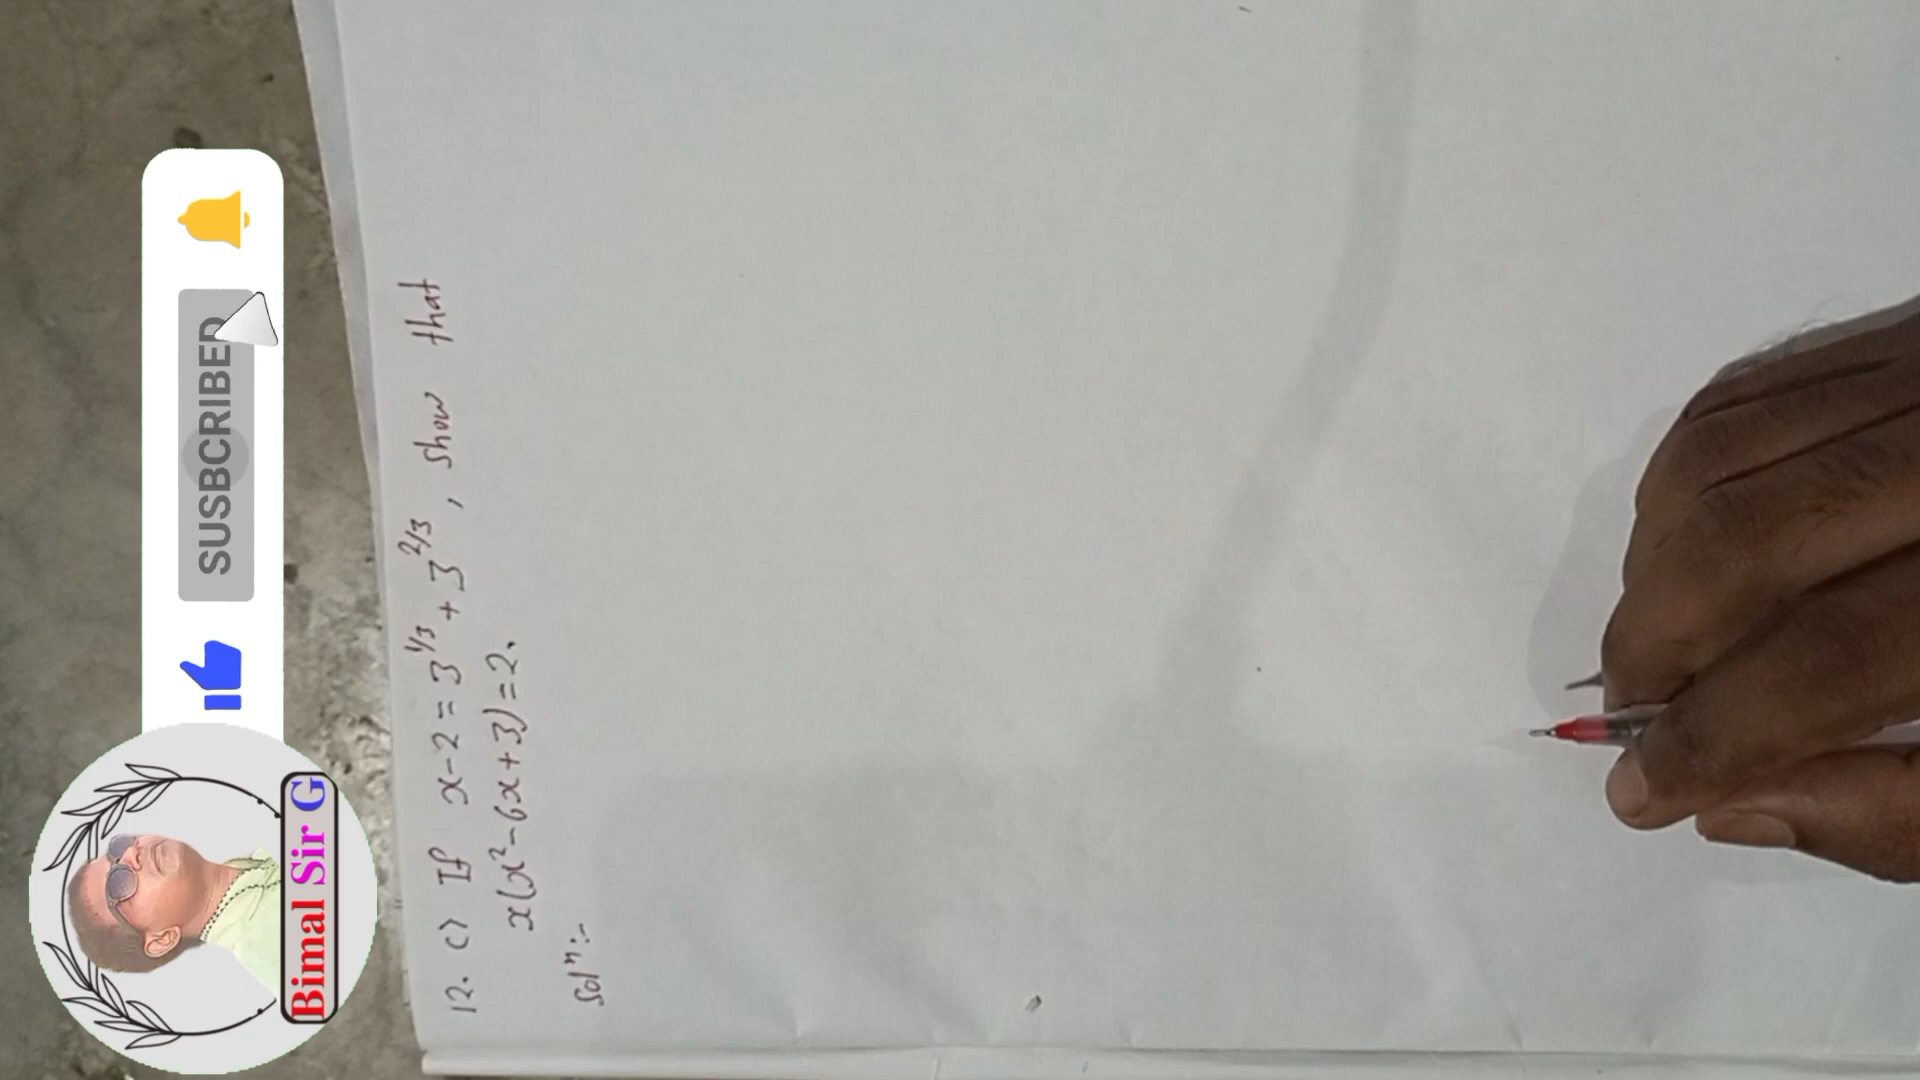 12. c) If x-2 = 3^1/3 + 3^2/3, show that
x(x²-6x+3)=2.
Solⁿ:-
SUSBCRIBED
Bimal Sir G